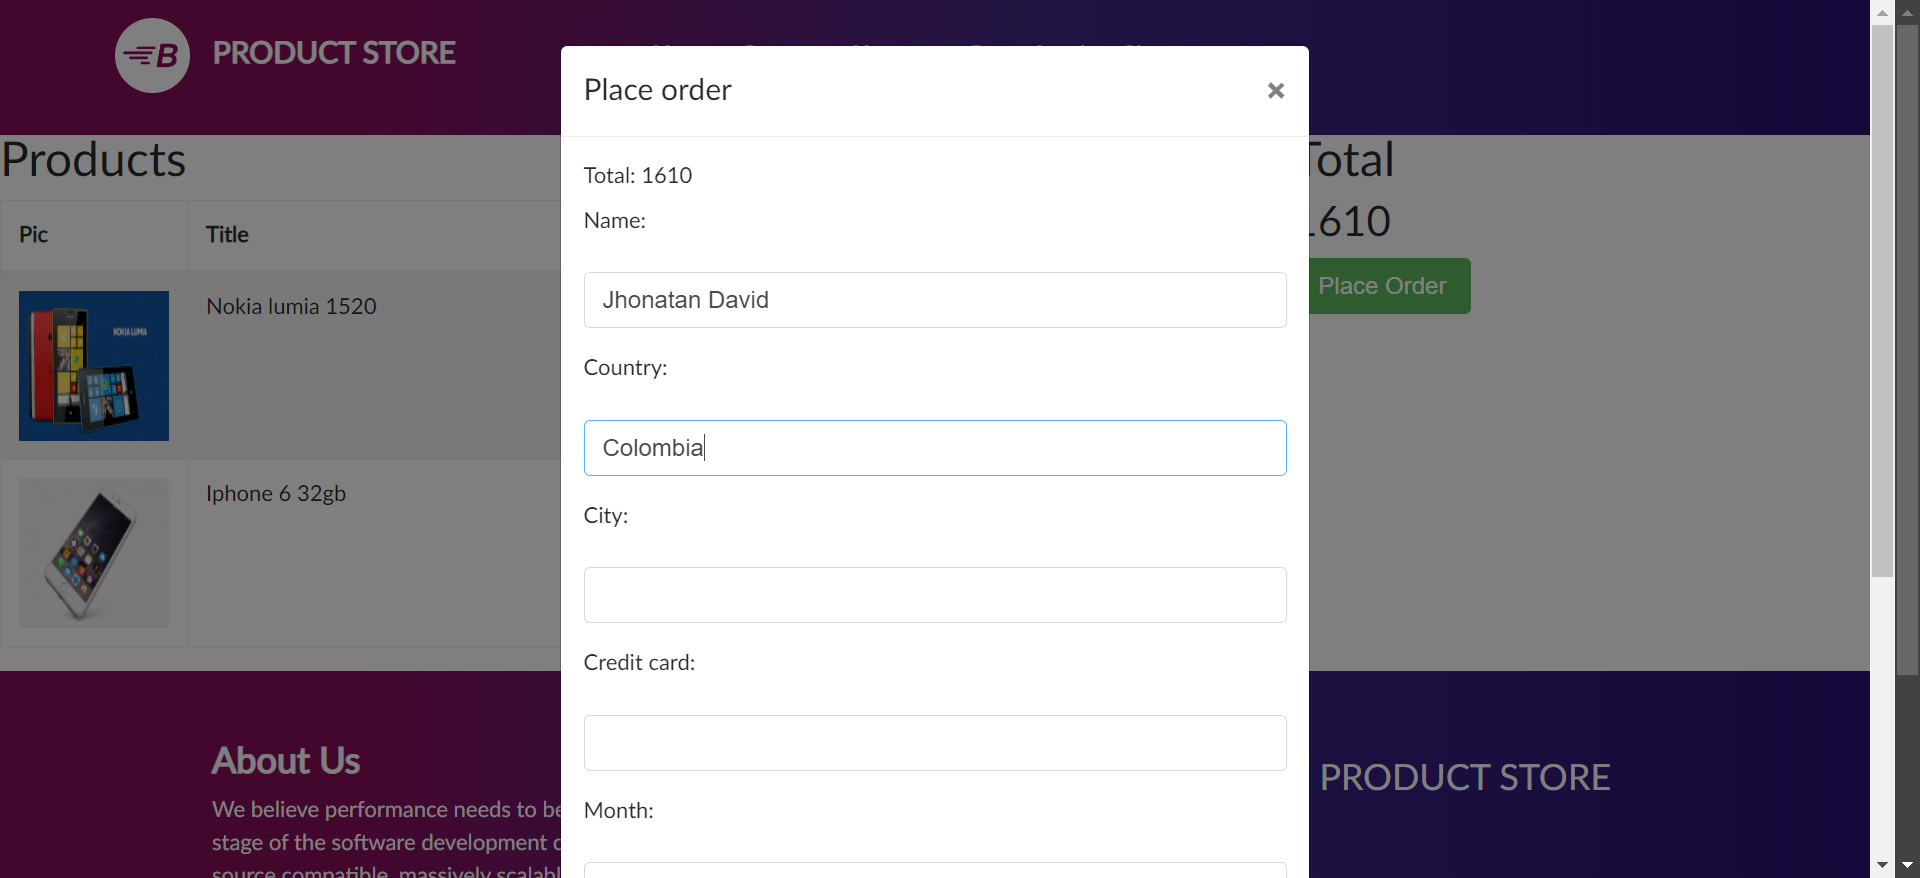 B PRODUCT STORE
Place order
×
Products
Total: 1610
Total
Name:
1610
Pic
Title
Jhonatan David
Place Order
Nokia lumia 1520
NOKIA LUMIA
Country:
Colombia
Iphone 6 32gb
City:
Credit card:
About Us
PRODUCT STORE
We believe performance needs to be
stage of the software development
Month:
source compatible, massively